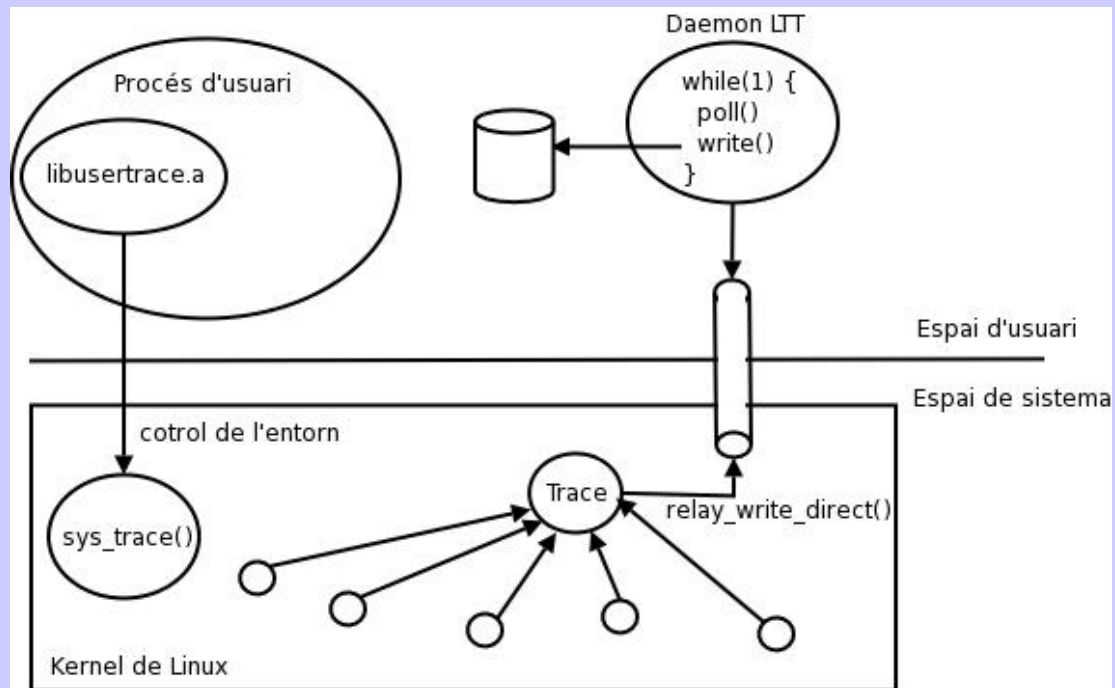 Daemon LTT
Procés d'usuari
while(1) {
poll()
write()
}
libusertrace.a
Espai d'usuari
Espai de sistema
cotrol de l'entorn
Trace
relay_write_direct()
sys_trace()
Kernel de Linux